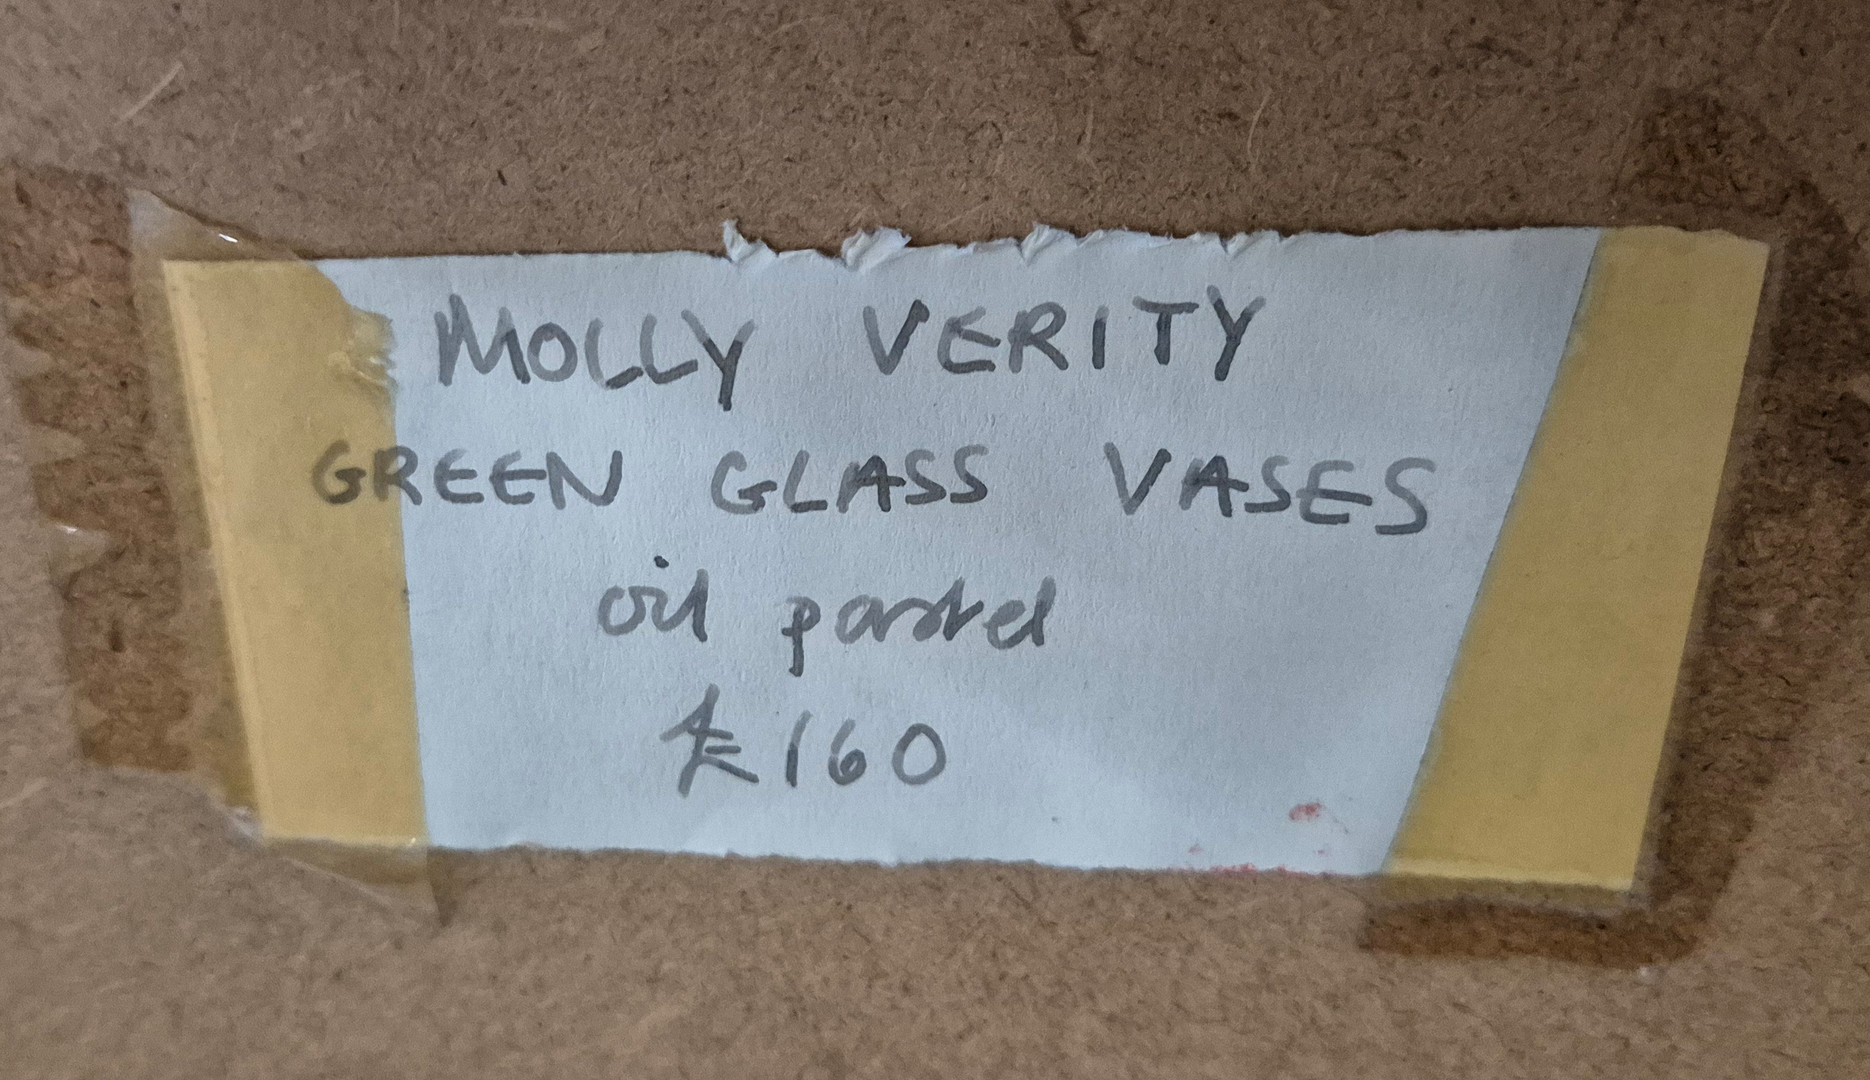 MOLLY VERITY
GREEN GLASS VASES
oil pastel
£160